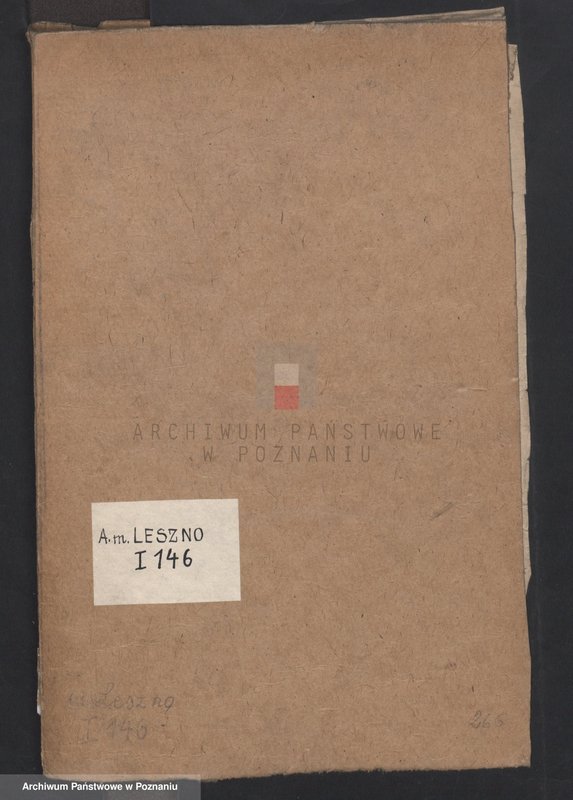 ARCHIWUM PAŃSTWOWE
W POZNANIU
A.m. LESZNO
I 146
Leszno
I 146
266
Archiwum Państwowe w Poznaniu